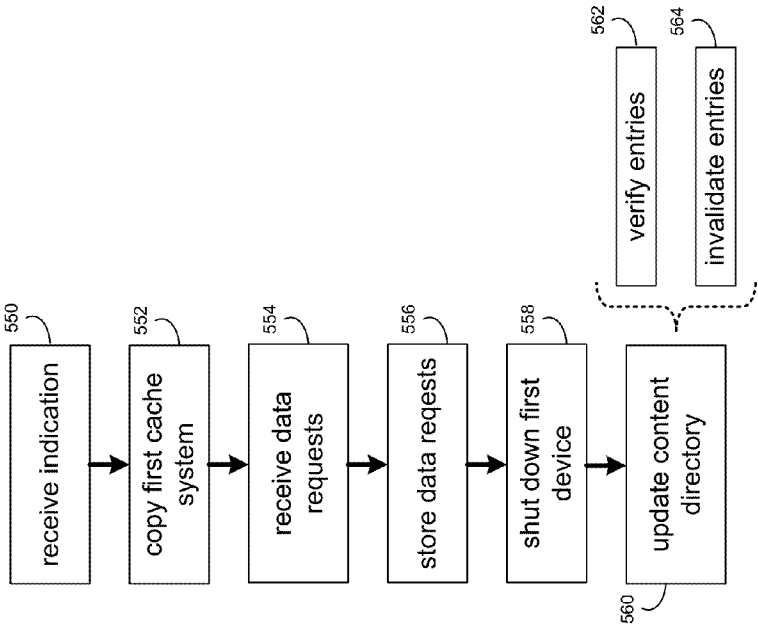 550
receive indication
552
copy first cache
system
554
receive data
requests
556
store data reqests
558
shut down first
device
560
update content
directory
562
verify entries
564
invalidate entries